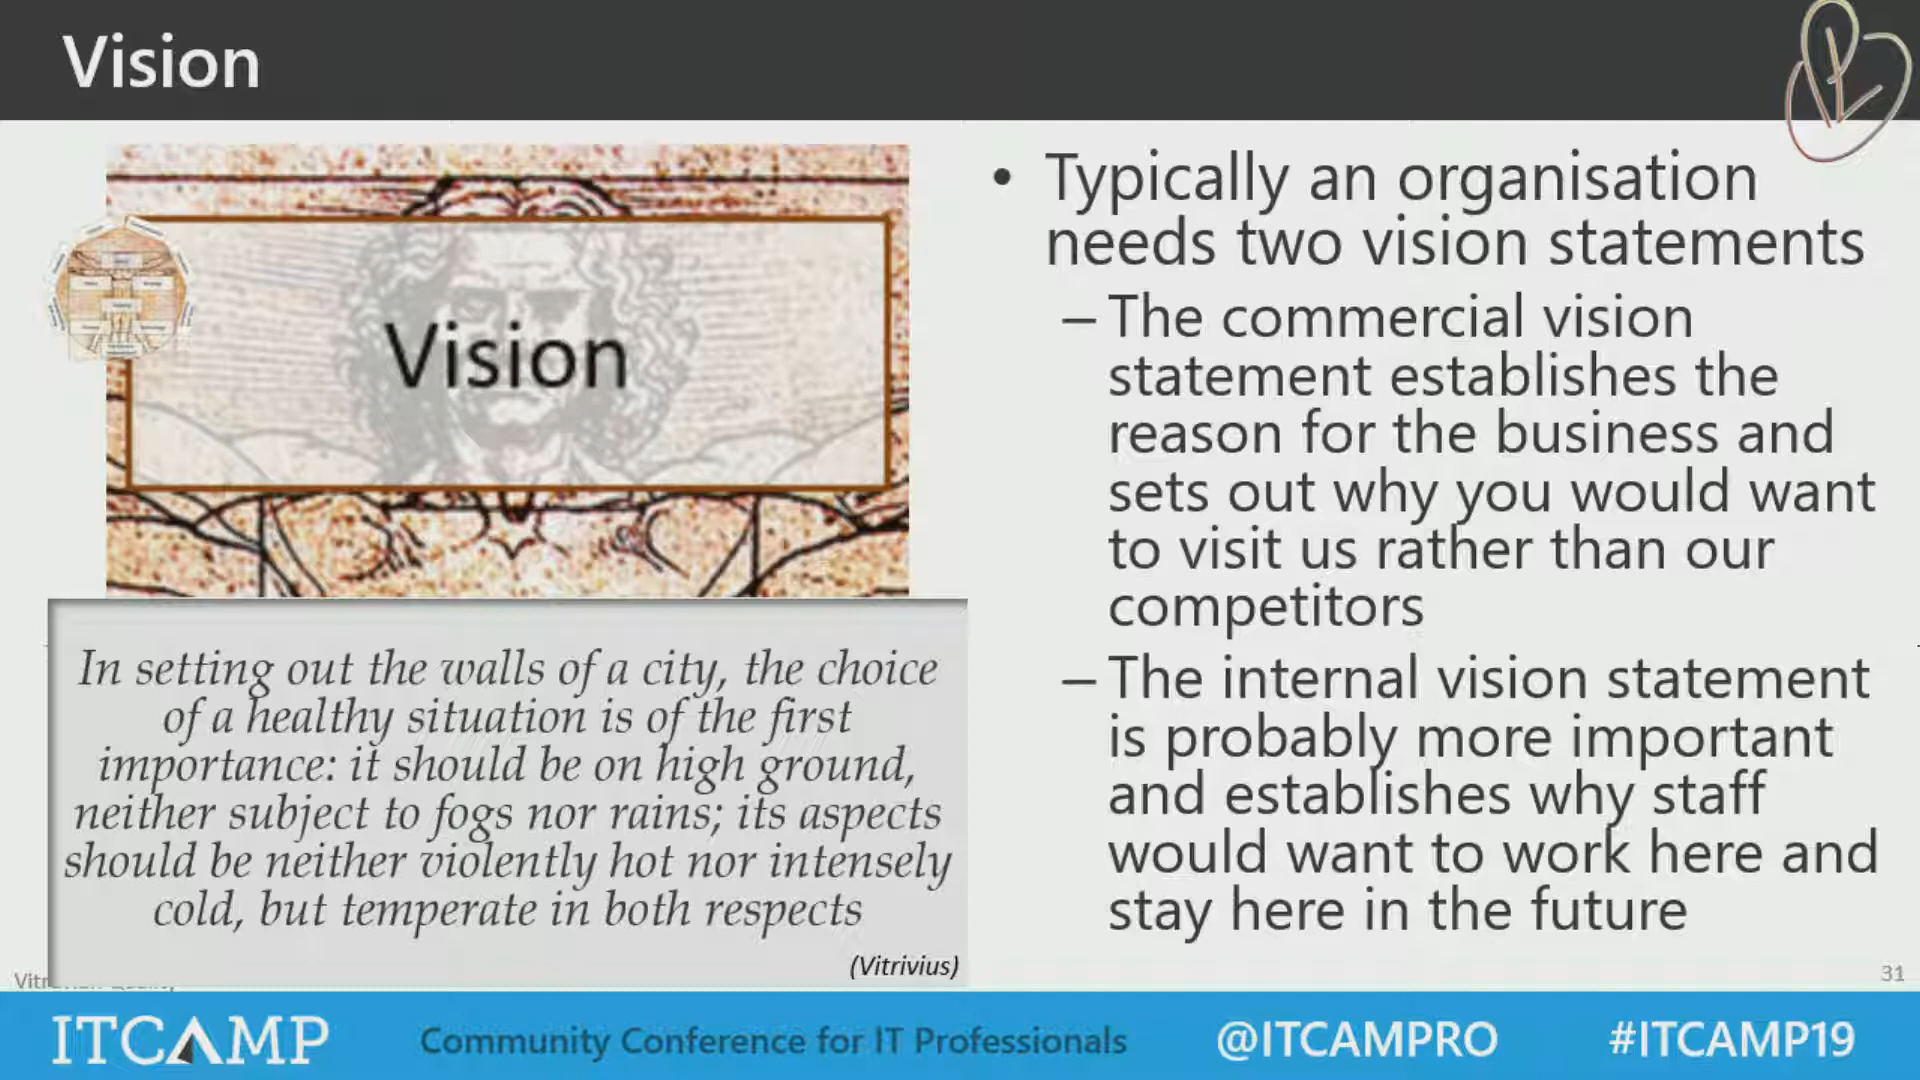 Vision
Vision
In setting out the walls of a city, the choice
of a healthy situation is of the first
importance: it should be on high ground,
neither subject to fogs nor rains; its aspects
should be neither violently hot nor intensely
cold, but temperate in both respects
(Vitrivius)
• Typically an organisation
needs two vision statements
– The commercial vision
statement establishes the
reason for the business and
sets out why you would want
to visit us rather than our
competitors
– The internal vision statement
is probably more important
and establishes why staff
would want to work here and
stay here in the future
31
ITCAMP
Community Conference for IT Professionals
@ITCAMPRO
#ITCAMP19